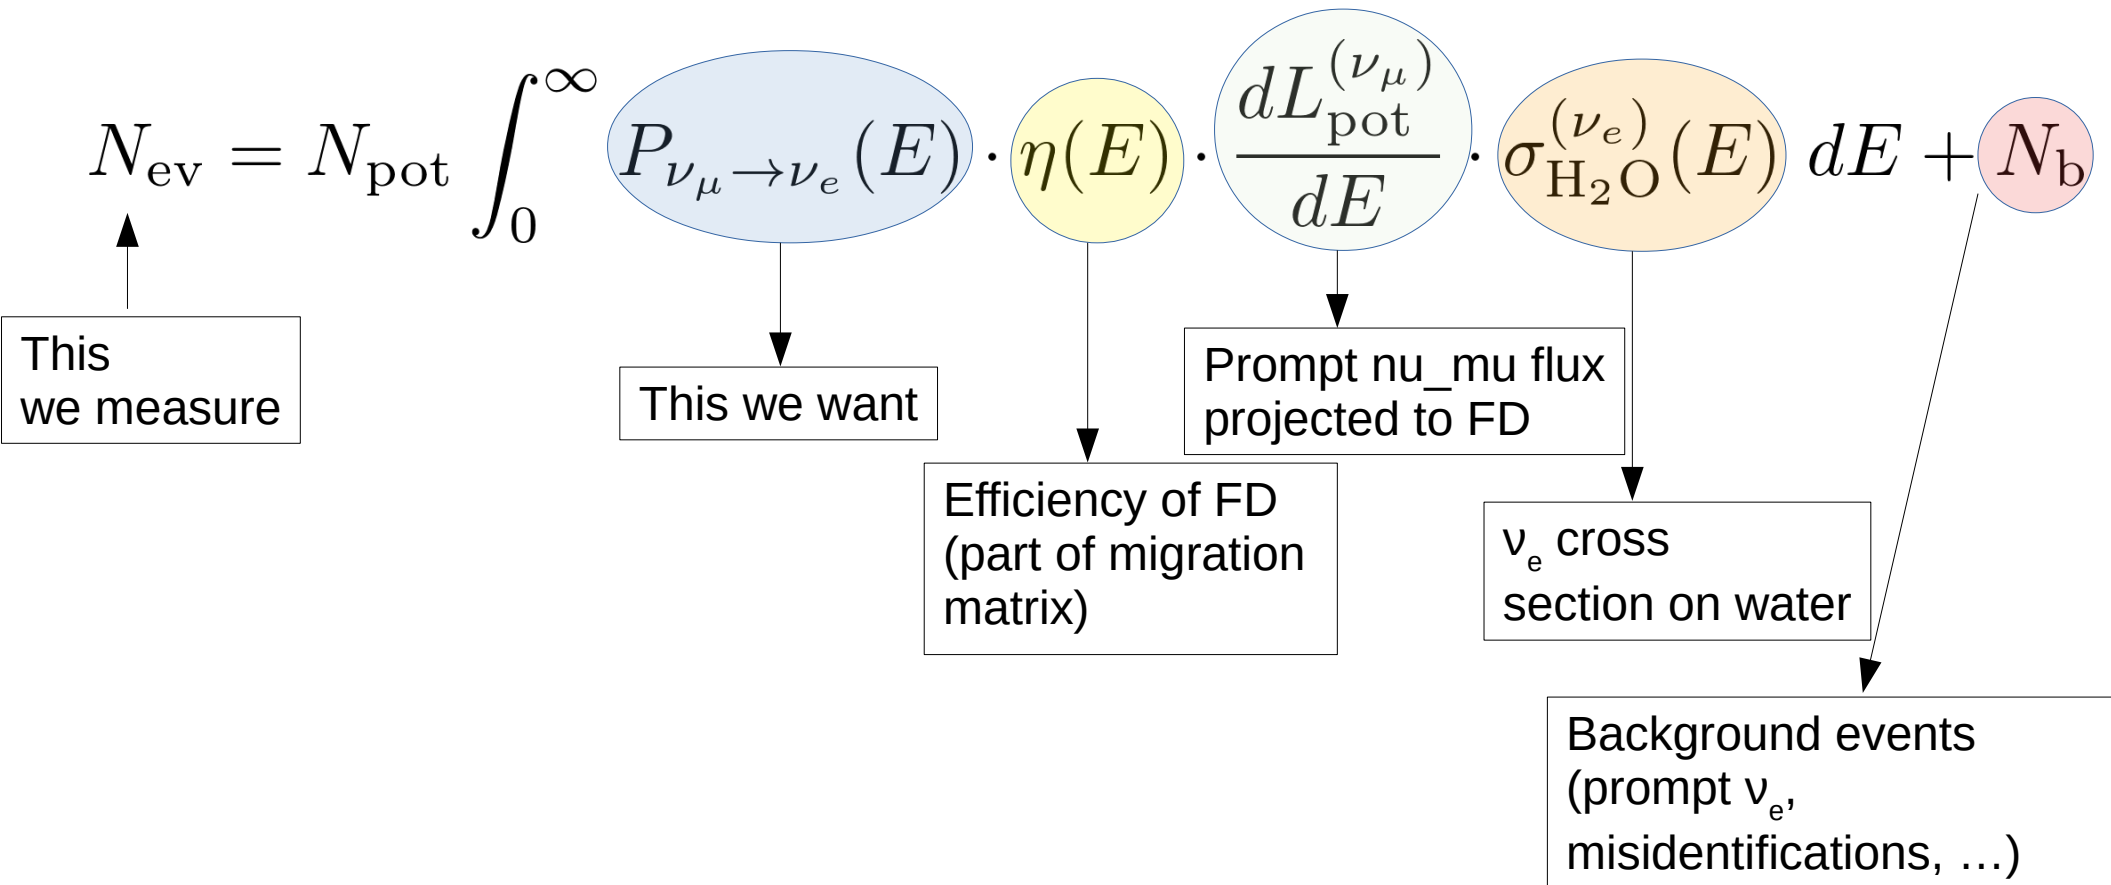 N_ev = N_pot ∫_0^∞ P_{ν_μ→ν_e}(E) · η(E) · dL_pot^{(ν_μ)}/dE · σ_{H_2O}^{(ν_e)}(E) dE + N_b
This
we measure
This we want
Efficiency of FD
(part of migration
matrix)
Prompt nu_mu flux
projected to FD
ν_e cross
section on water
Background events
(prompt ν_e,
misidentifications, …)